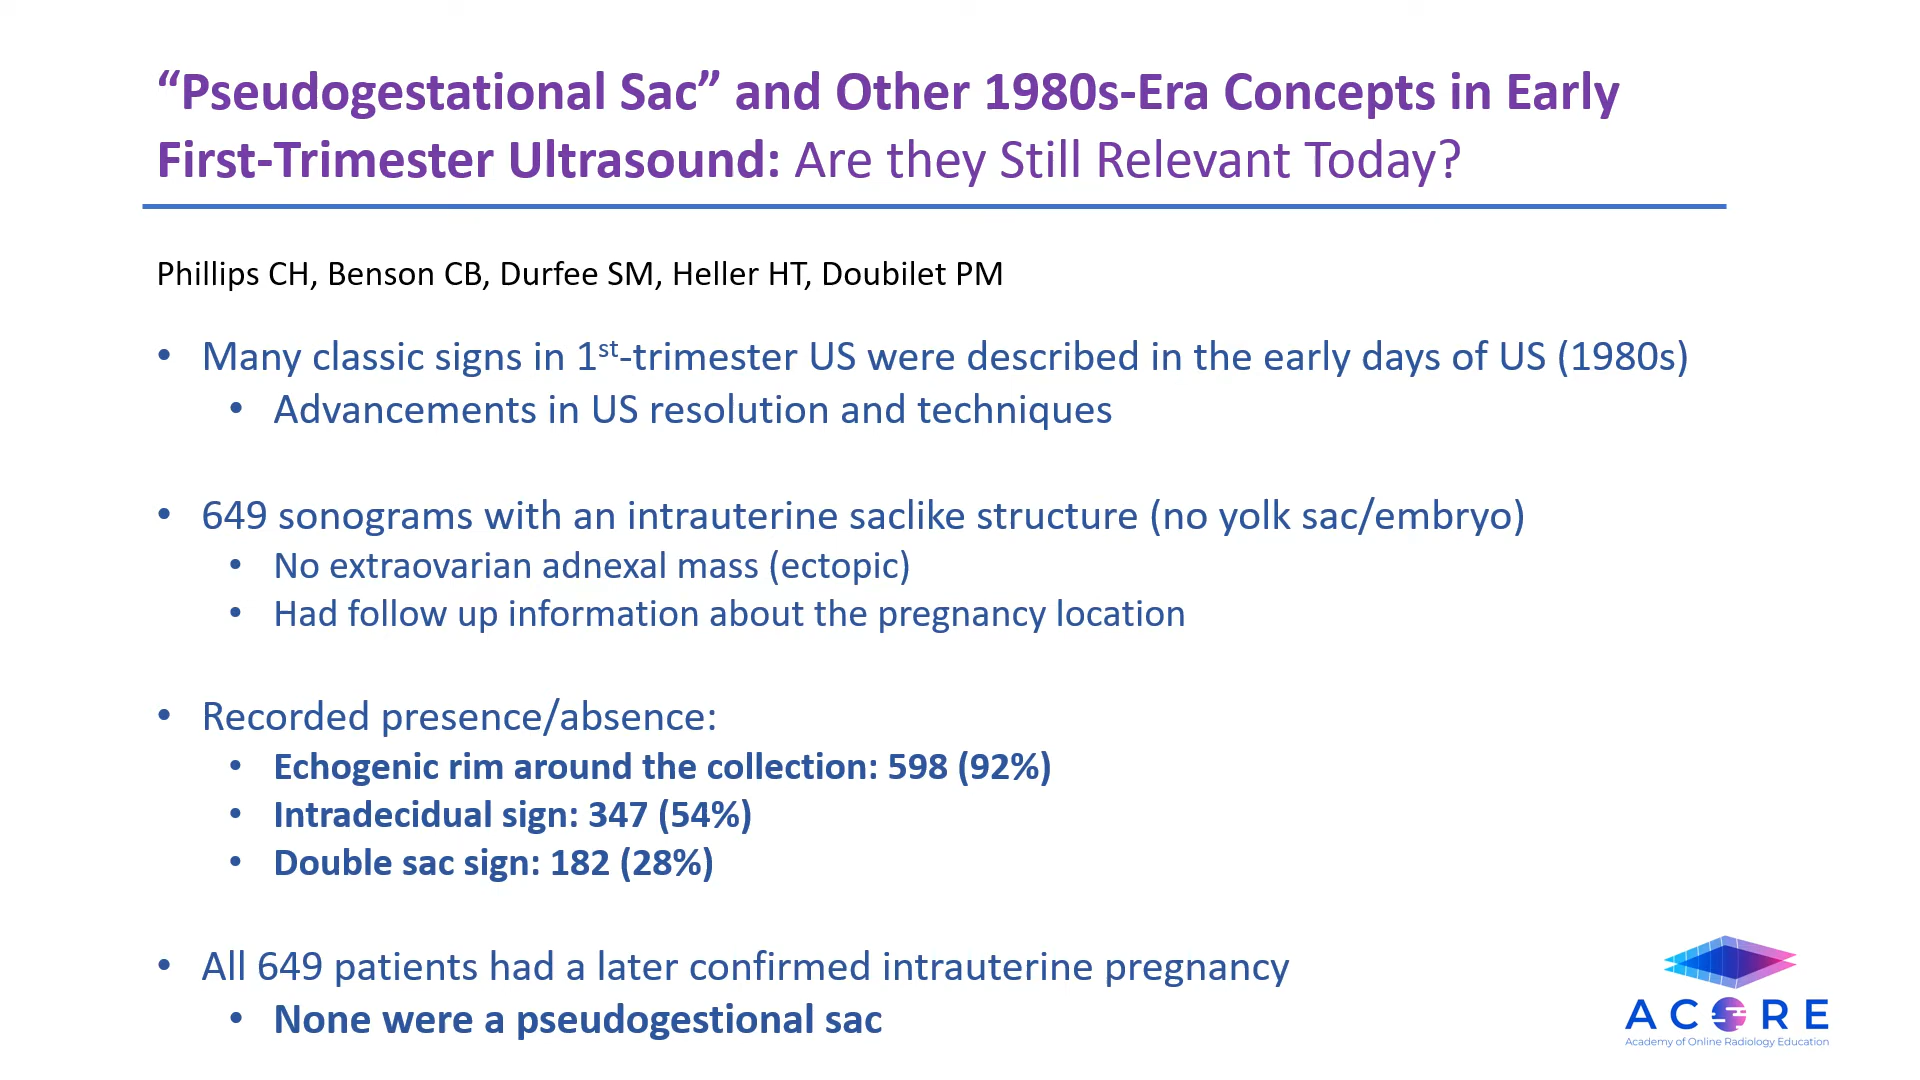 “Pseudogestational Sac” and Other 1980s-Era Concepts in Early
First-Trimester Ultrasound: Are they Still Relevant Today?
Phillips CH, Benson CB, Durfee SM, Heller HT, Doubilet PM
• Many classic signs in 1st-trimester US were described in the early days of US (1980s)
• Advancements in US resolution and techniques
• 649 sonograms with an intrauterine saclike structure (no yolk sac/embryo)
• No extraovarian adnexal mass (ectopic)
• Had follow up information about the pregnancy location
• Recorded presence/absence:
• Echogenic rim around the collection: 598 (92%)
• Intradecidual sign: 347 (54%)
• Double sac sign: 182 (28%)
• All 649 patients had a later confirmed intrauterine pregnancy
• None were a pseudogestional sac
ACORE
Academy of Online Radiology Education